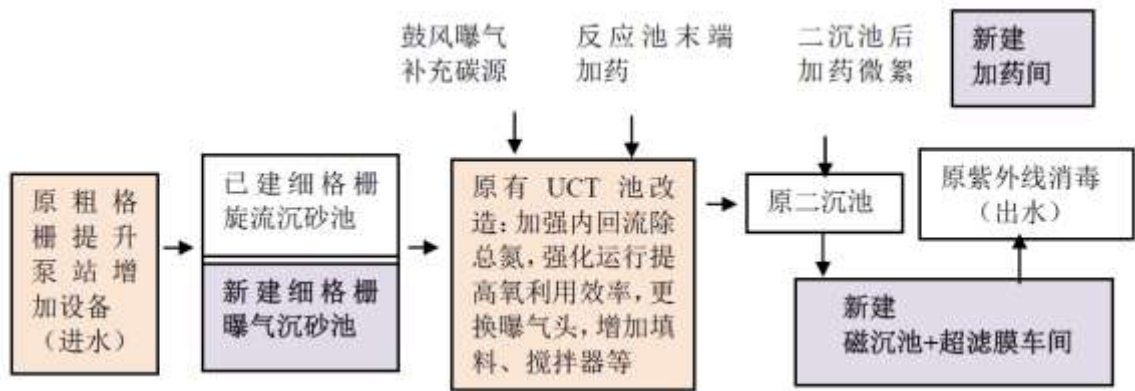 鼓风曝气
补充碳源
反应池末端
加药
二沉池后
加药微絮
新建
加药间
原粗格
栅提升
泵站增
加设备
（进水）
已建细格栅
旋流沉砂池
新建细格栅
曝气沉砂池
原有 UCT 池改
造：加强内回流除
总氮，强化运行提
高氧利用效率，更
换曝气头，增加填
料、搅拌器等
原二沉池
原紫外线消毒
（出水）
新建
磁沉池+超滤膜车间